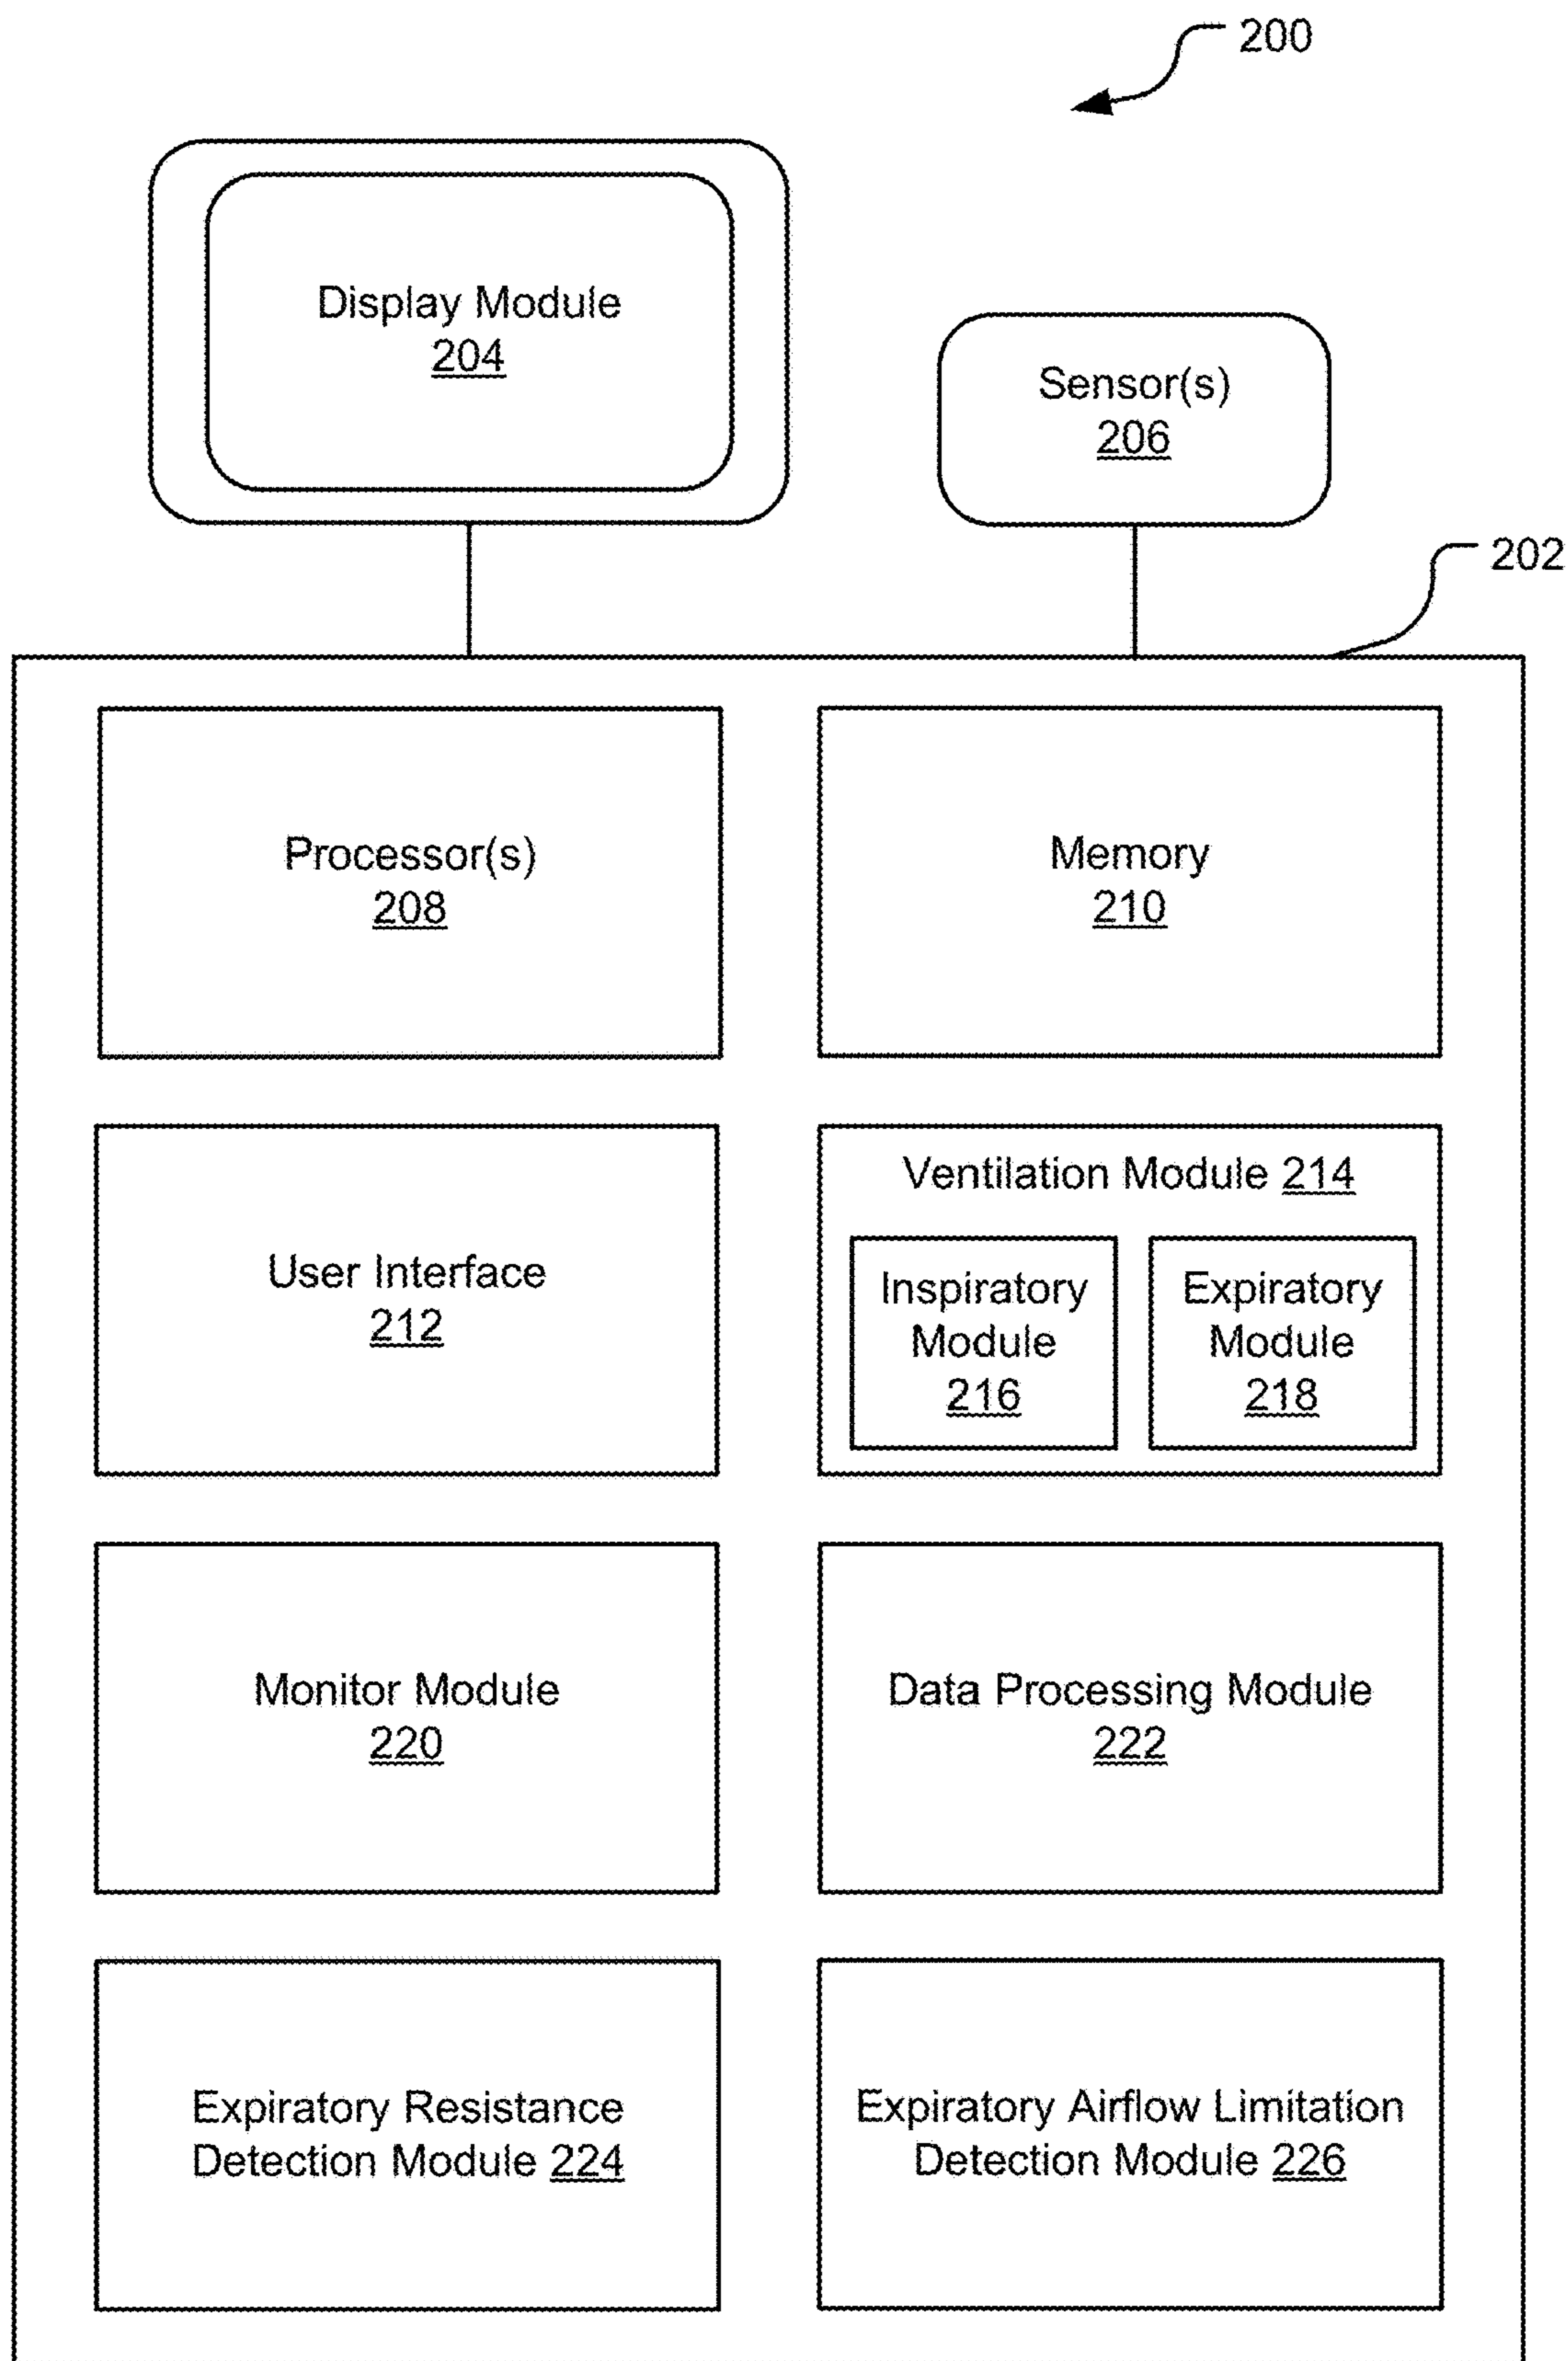 200
Display Module
204
Sensor(s)
206
202
Processor(s)
208
Memory
210
User Interface
212
Ventilation Module 214
Inspiratory
Module
216
Expiratory
Module
218
Monitor Module
220
Data Processing Module
222
Expiratory Resistance
Detection Module 224
Expiratory Airflow Limitation
Detection Module 226